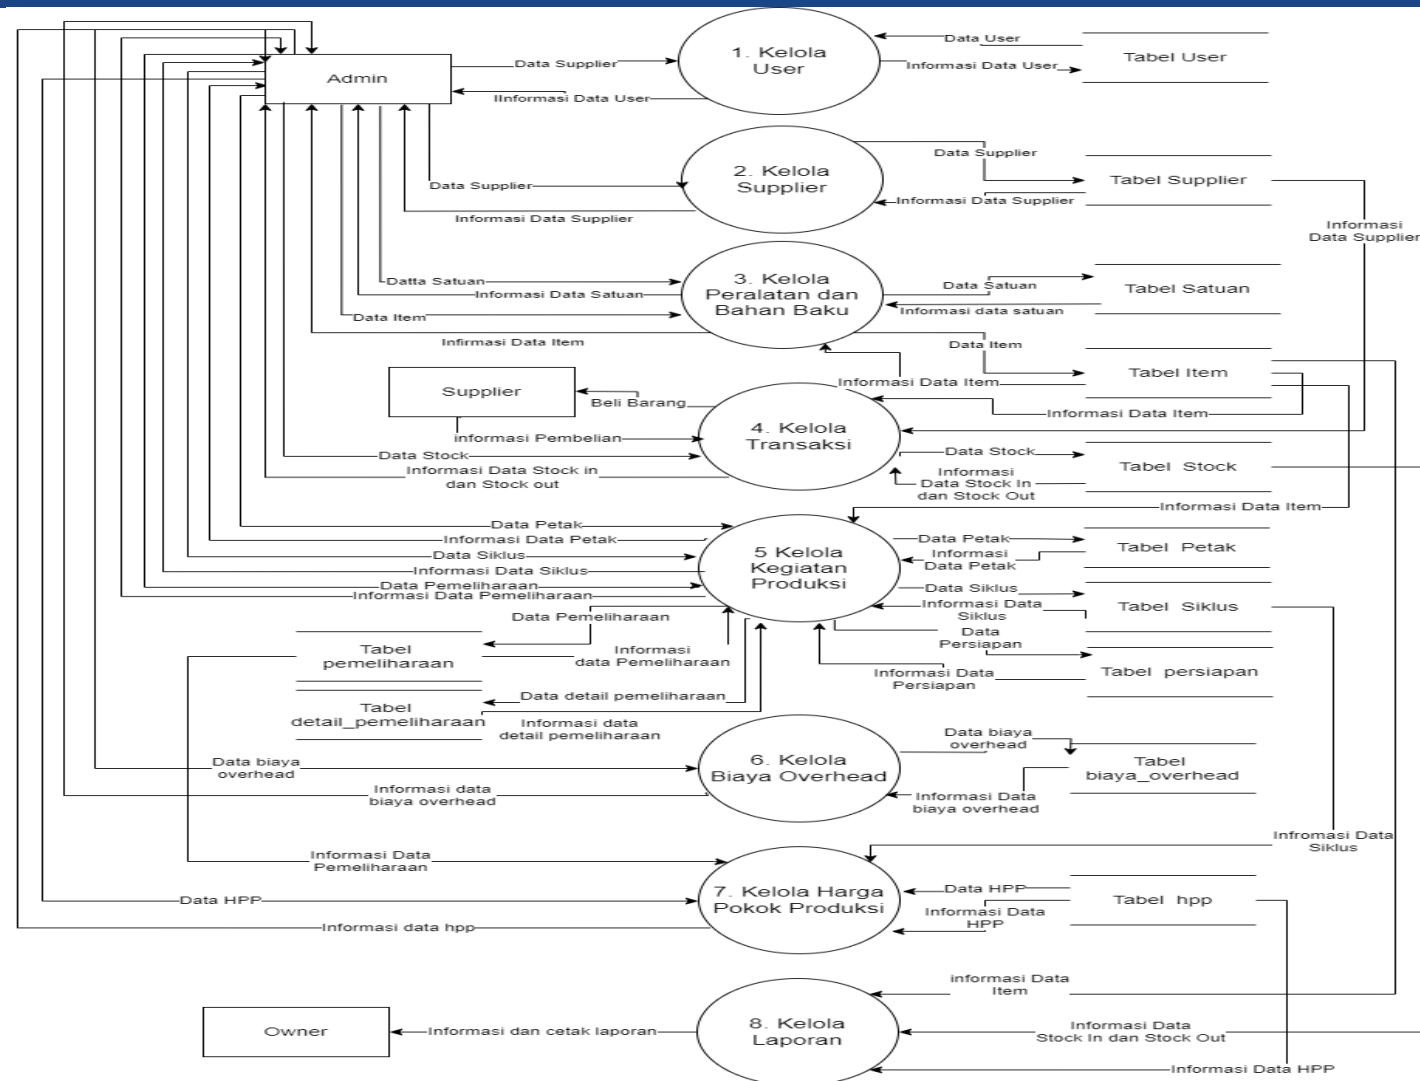 Admin
Data Supplier
IInformasi Data User
1. Kelola
User
Data User
Informasi Data User
Tabel User
Data Supplier
Informasi Data Supplier
2. Kelola
Supplier
Data Supplier
Informasi Data Supplier
Tabel Supplier
Informasi
Data Supplier
Datta Satuan
Informasi Data Satuan
Data Item
Infirmasi Data Item
3. Kelola
Peralatan dan
Bahan Baku
Data Satuan
Informasi data satuan
Tabel Satuan
Data Item
Informasi Data Item
Tabel Item
Informasi Data Item
Supplier
Beli Barang
informasi Pembelian
Data Stock
Informasi Data Stock in
dan Stock out
4. Kelola
Transaksi
Data Stock
Informasi
Data Stock In
dan Stock Out
Tabel Stock
Informasi Data Item
Data Petak
Informasi Data Petak
Data Siklus
Informasi Data Siklus
Data Pemeliharaan
Informasi Data Pemeliharaan
5 Kelola
Kegiatan
Produksi
Data Petak
Informasi
Data Petak
Tabel Petak
Data Siklus
Informasi Data
Siklus
Tabel Siklus
Data
Persiapan
Informasi Data
Persiapan
Tabel persiapan
Data Pemeliharaan
Tabel
pemeliharaan
Informasi
data Pemeliharaan
Data detail pemeliharaan
Tabel
detail_pemeliharaan
Informasi data
detail pemeliharaan
Data biaya
overhead
Informasi data
biaya overhead
6. Kelola
Biaya Overhead
Data biaya
overhead
Informasi Data
biaya overhead
Tabel
biaya_overhead
Infromasi Data
Siklus
Informasi Data
Pemeliharaan
Data HPP
Informasi data hpp
7. Kelola Harga
Pokok Produksi
Data HPP
Informasi Data
HPP
Tabel hpp
Owner
Informasi dan cetak laporan
8. Kelola
Laporan
informasi Data
Item
Informasi Data
Stock In dan Stock Out
Informasi Data HPP